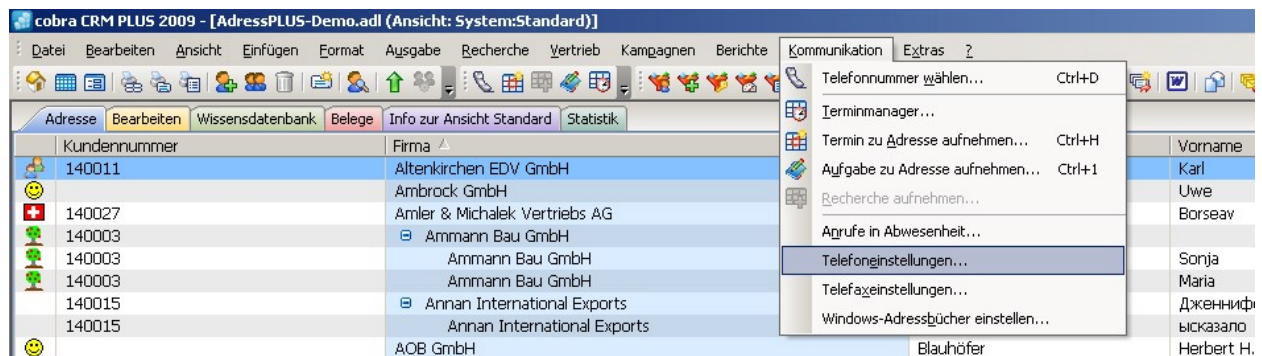 cobra CRM PLUS 2009 - [AdressPLUS-Demo.adl (Ansicht: System:Standard)]
Datei Bearbeiten Ansicht Einfügen Format Ausgabe Recherche Vertrieb Kampagnen Berichte Kommunikation Extras ?
Telefonnummer wählen... Ctrl+D
Terminmanager...
Termin zu Adresse aufnehmen... Ctrl+H
Aufgabe zu Adresse aufnehmen... Ctrl+1
Recherche aufnehmen...
Anrufe in Abwesenheit...
Telefoneinstellungen...
Telefaxeinstellungen...
Windows-Adressbücher einstellen...
Adresse Bearbeiten Wissensdatenbank Belege Info zur Ansicht Standard Statistik
Kundennummer Firma Vorname
140011 Altenkirchen EDV GmbH Karl
Ambrock GmbH Uwe
140027 Amler & Michalek Vertriebs AG Borseav
140003 Ammann Bau GmbH
140003 Ammann Bau GmbH Sonja
140003 Ammann Bau GmbH Maria
140015 Annan International Exports
140015 Annan International Exports ысказало
AOB GmbH Blauhöfer Herbert H.